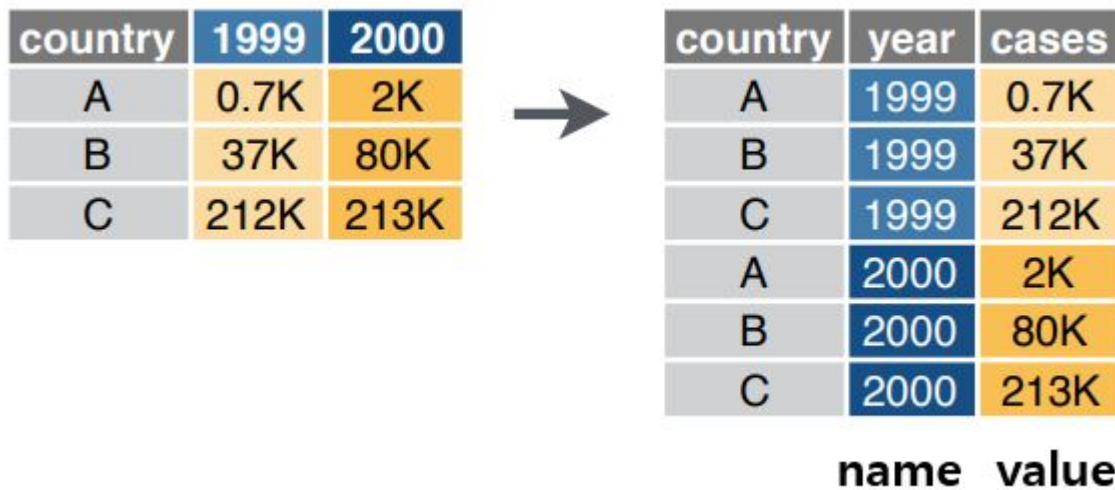 country 1999 2000
A 0.7K 2K
B 37K 80K
C 212K 213K
country year cases
A 1999 0.7K
B 1999 37K
C 1999 212K
A 2000 2K
B 2000 80K
C 2000 213K
name value